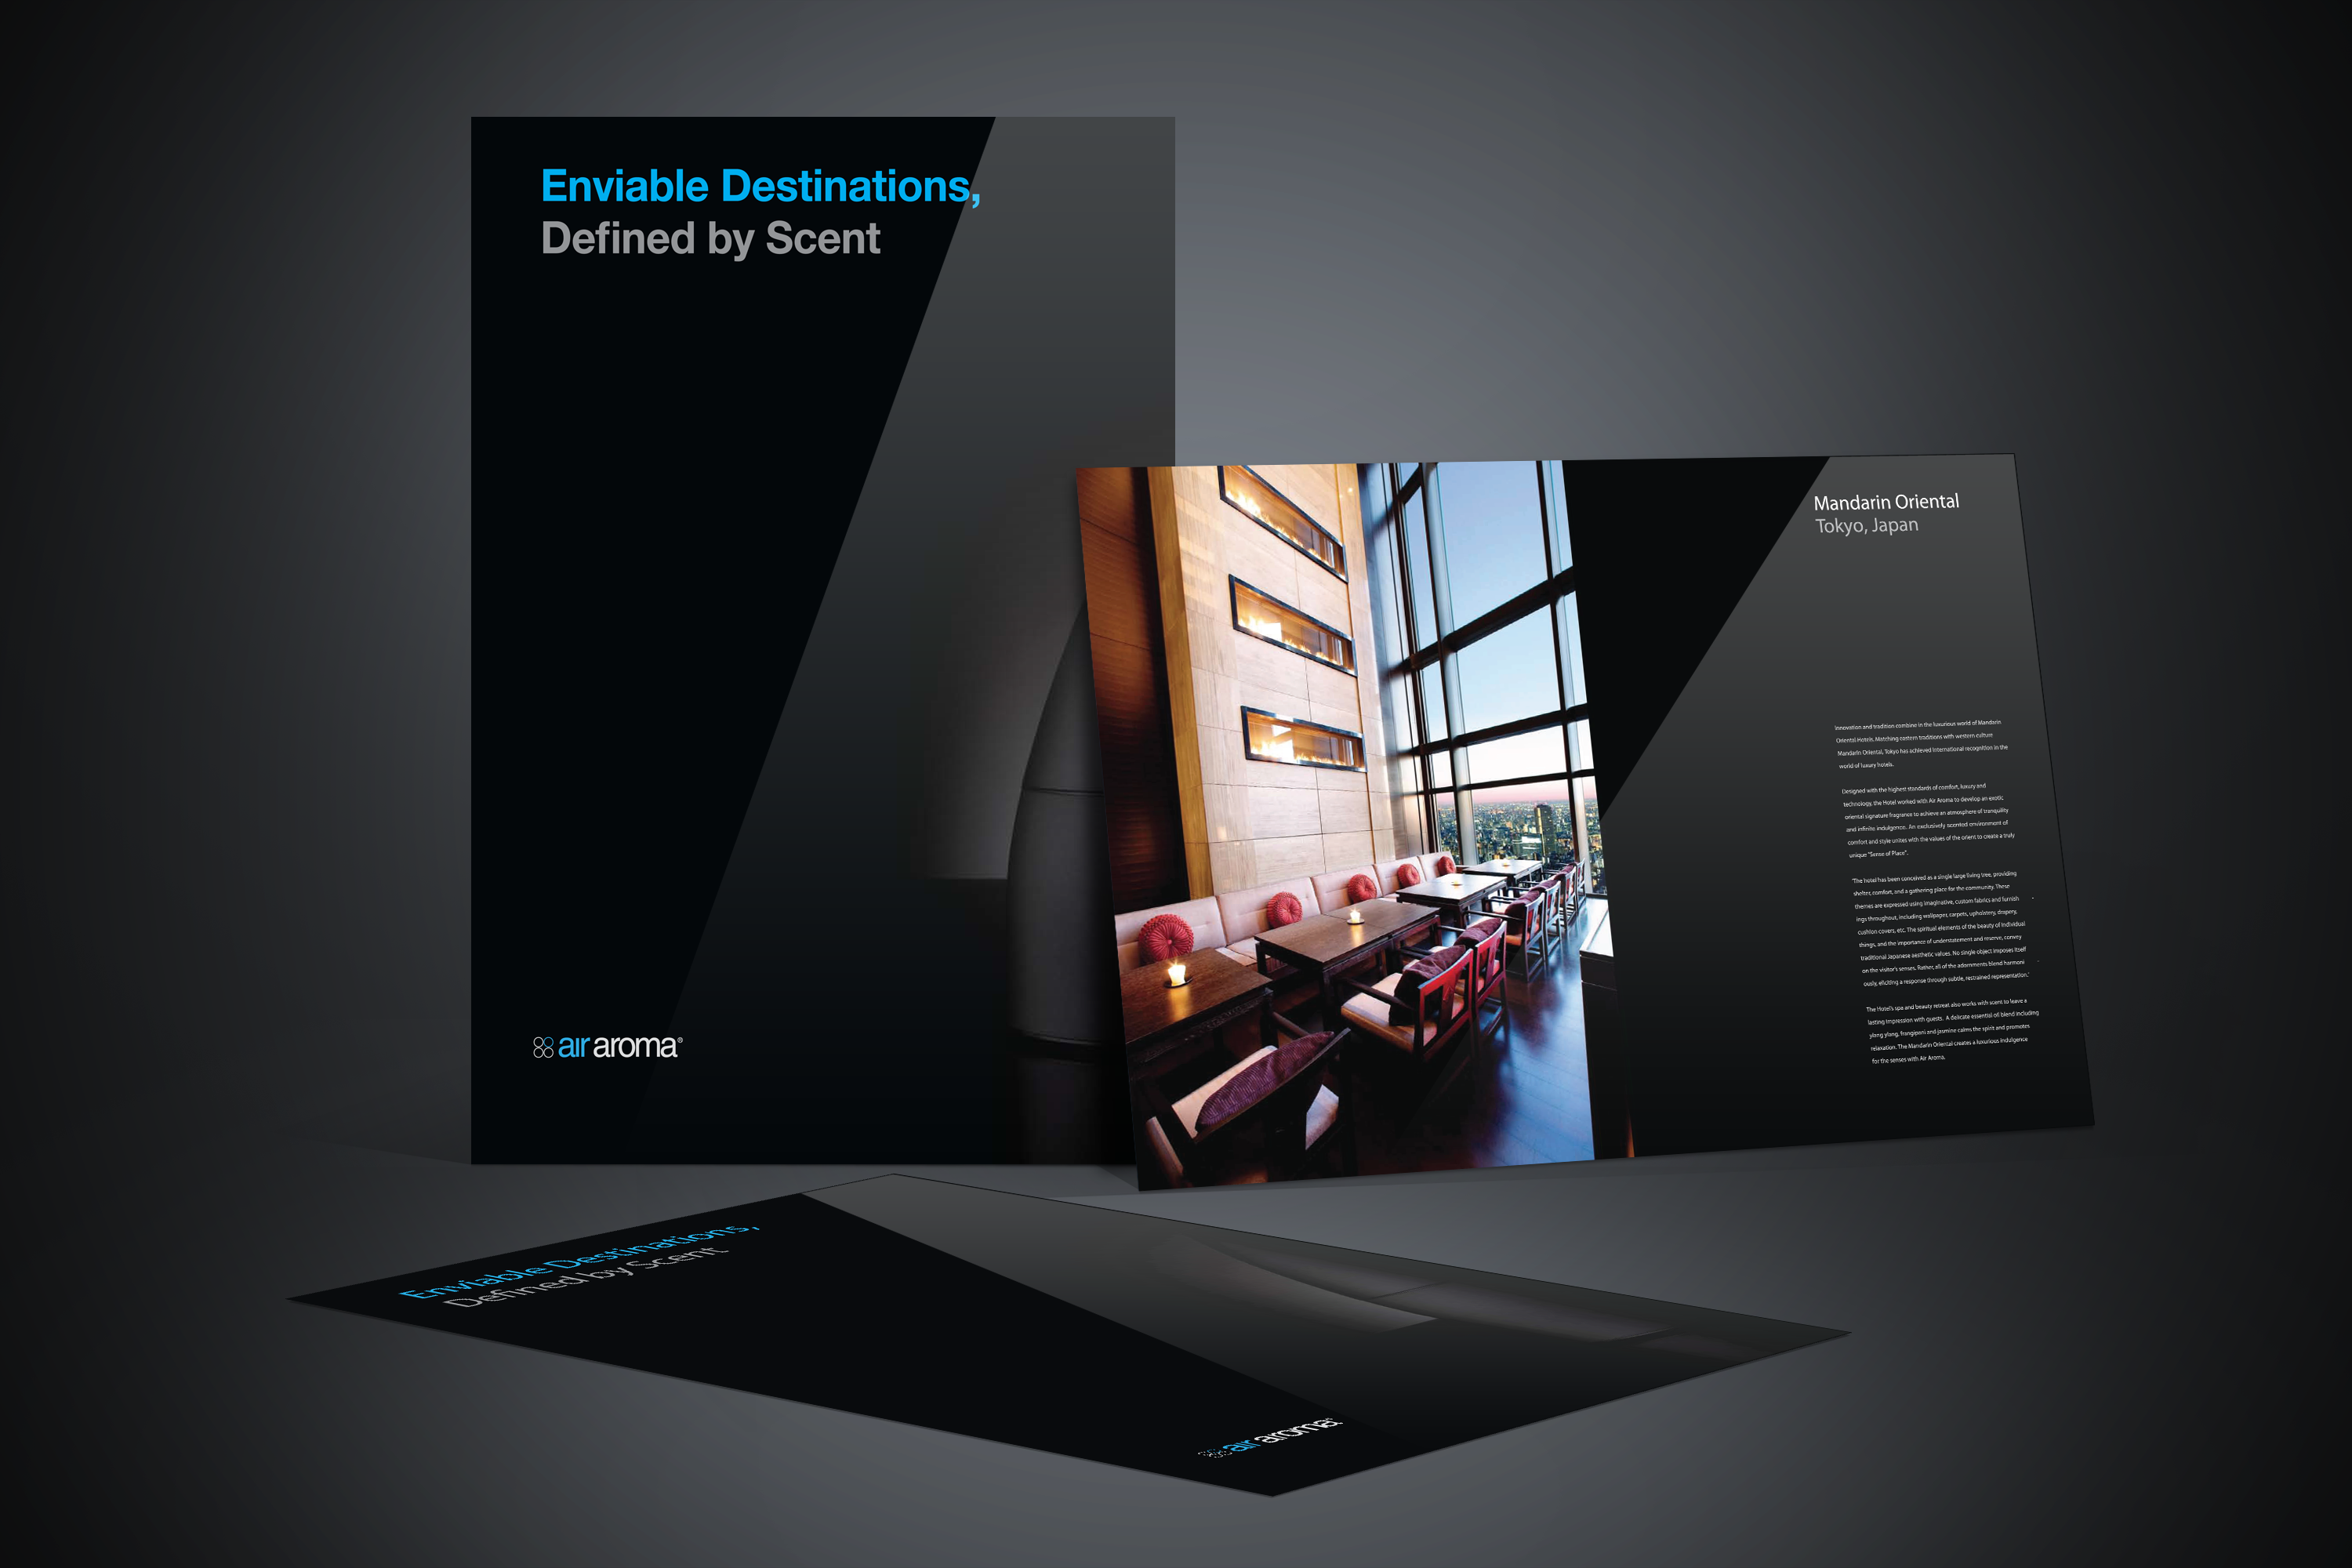 Enviable Destinations,
Defined by Scent
air aroma®
Mandarin Oriental
Tokyo, Japan
Innovation and tradition combine in the luxurious world of Mandarin
Oriental Hotels. Matching eastern traditions with western culture
Mandarin Oriental, Tokyo has achieved international recognition in the
world of luxury hotels.
Designed with the highest standards of comfort, luxury and
technology, the Hotel worked with Air Aroma to develop an exotic
oriental signature fragrance to achieve an atmosphere of tranquility
and infinite indulgence. An exclusively scented environment of
comfort and style unites with the values of the orient to create a truly
unique "Sense of Place".
'The hotel has been conceived as a single large living tree, providing
shelter, comfort, and a gathering place for the community. These
themes are expressed using imaginative, custom fabrics and furnish -
ings throughout, including wallpaper, carpets, upholstery, drapery,
cushion covers, etc. The spiritual elements of the beauty of individual
things, and the importance of understatement and reserve, convey
traditional Japanese aesthetic values. No single object imposes itself
on the visitor's senses. Rather, all of the adornments blend harmoni -
ously, eliciting a response through subtle, restrained representation.'
The Hotel's spa and beauty retreat also works with scent to leave a
lasting impression with guests. A delicate essential oil blend including
ylang ylang, frangipani and jasmine calms the spirit and promotes
relaxation. The Mandarin Oriental creates a luxurious indulgence
for the senses with Air Aroma.
Enviable Destinations,
Defined by Scent
air aroma